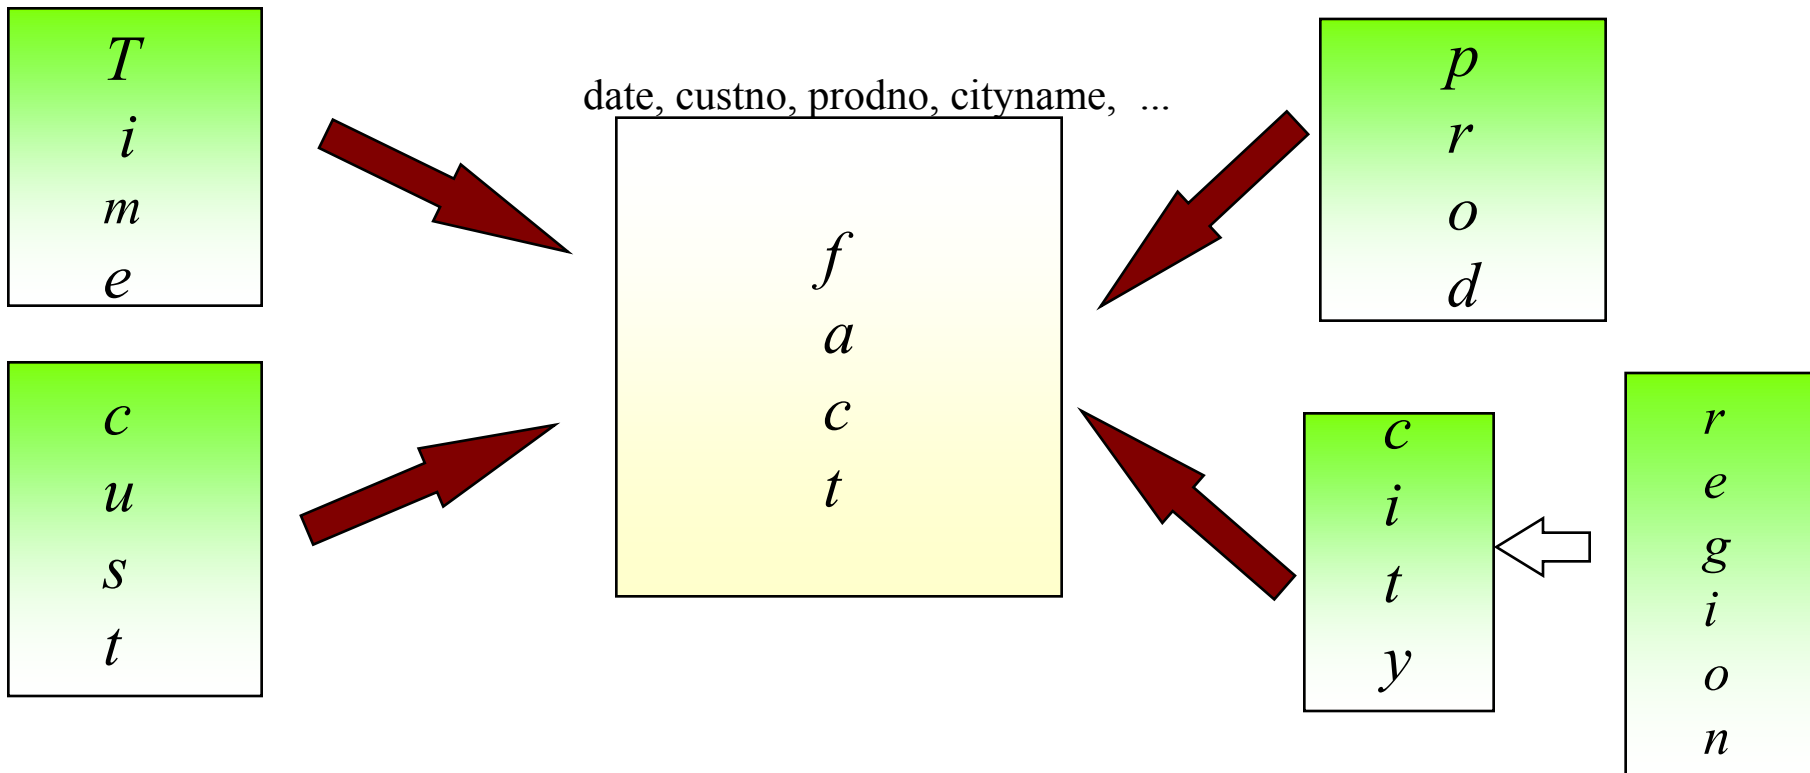 Time
date, custno, prodno, cityname, ...
prod
fact
cust
city
region